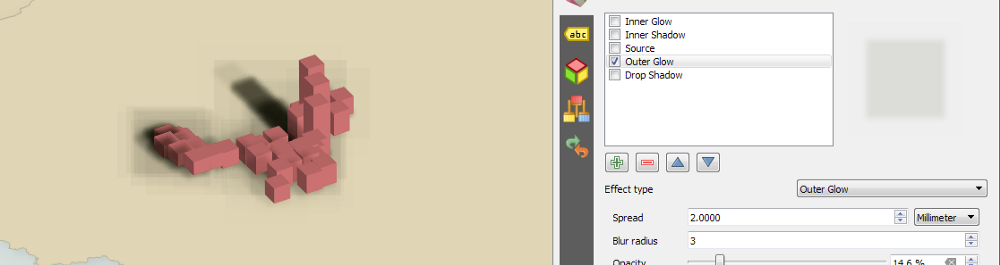 abc
Inner Glow
Inner Shadow
Source
Outer Glow
Drop Shadow
Effect type
Outer Glow
Spread
2.0000
Milimeter
Blur radius
3
Opacity
14,6 %